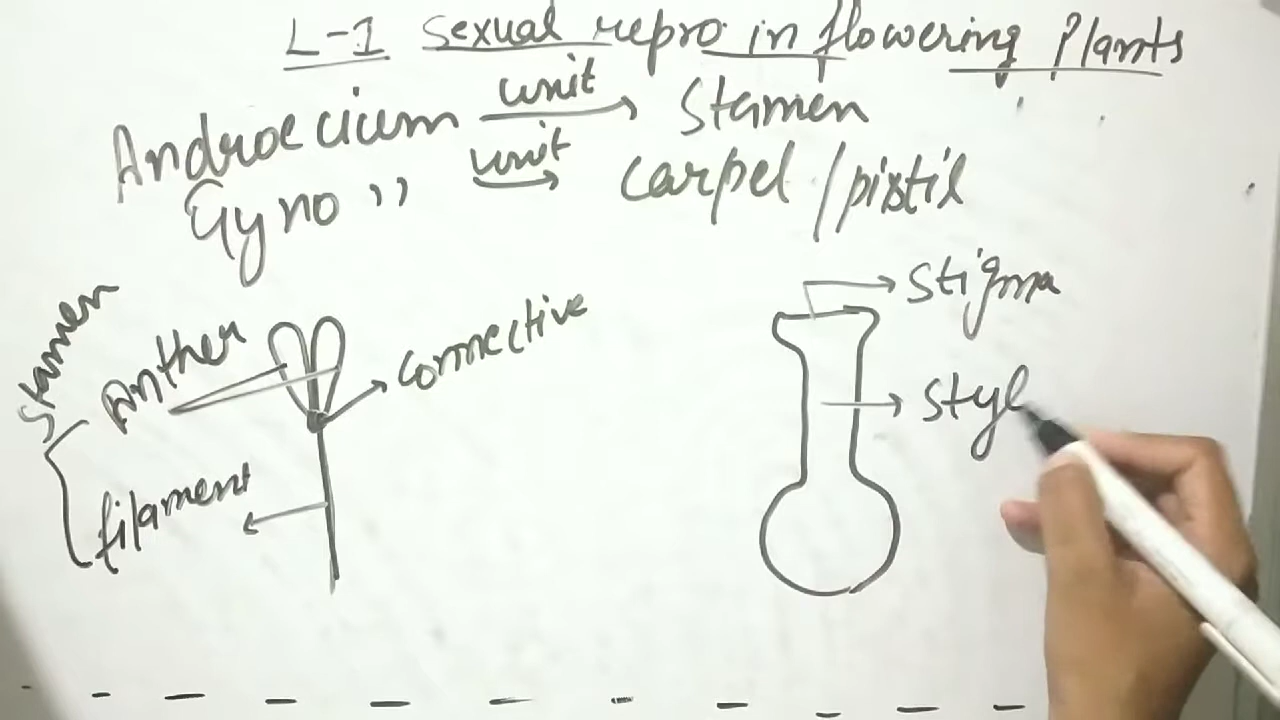 L-1 Sexual repro. in flowering Plants
Androecium unit → Stamen
Gyno " unit → carpel/pistil
Stamen
Anther
connective
filament
Stigma
Styl